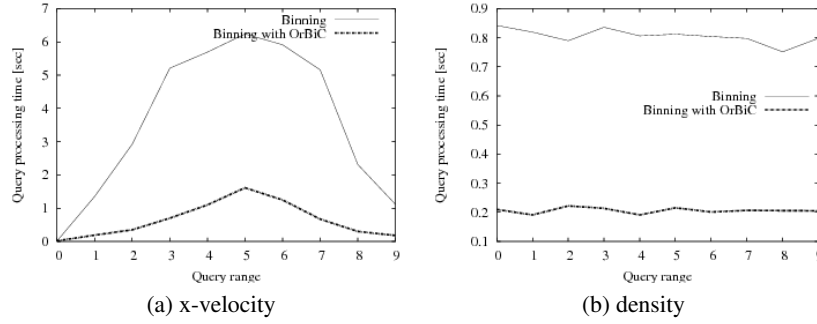 7
6
5
4
3
2
1
0
Query processing time [sec]
Binning
Binning with OrBiC
0 1 2 3 4 5 6 7 8 9
Query range
(a) x-velocity
0.9
0.8
0.7
0.6
0.5
0.4
0.3
0.2
0.1
Query processing time [sec]
Binning
Binning with OrBiC
0 1 2 3 4 5 6 7 8 9
Query range
(b) density